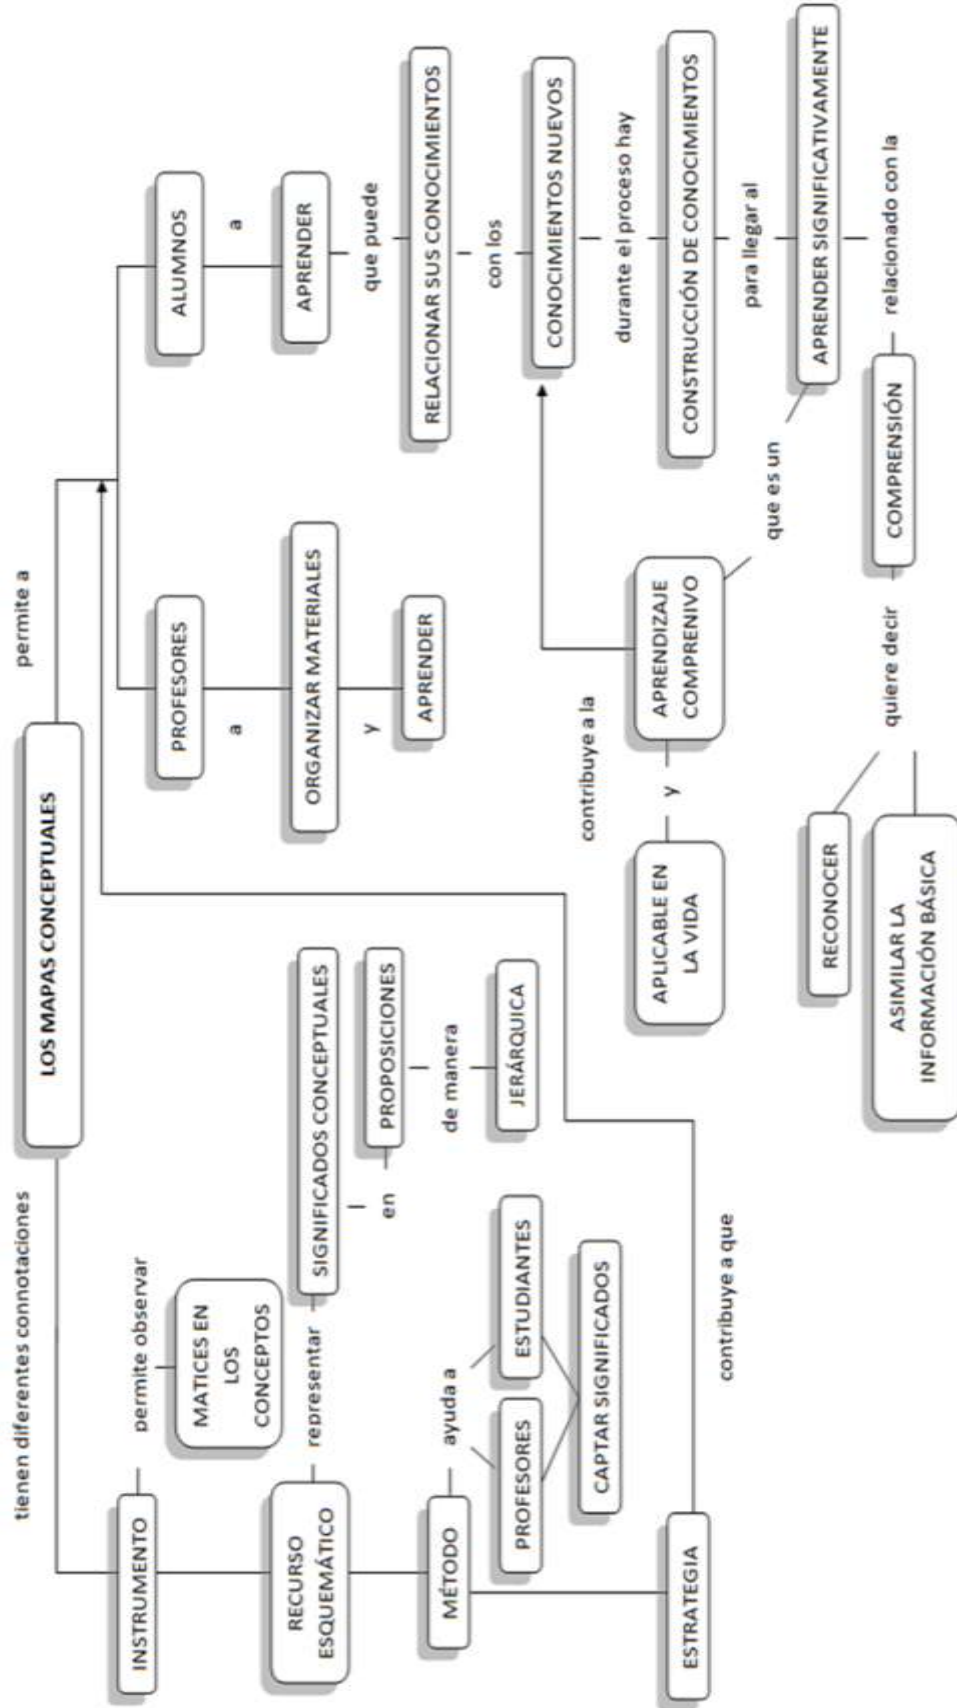 LOS MAPAS CONCEPTUALES
tienen diferentes connotaciones
permite a
INSTRUMENTO
permite observar
MATICES EN
LOS
CONCEPTOS
RECURSO
ESQUEMÁTICO
representar
SIGNIFICADOS CONCEPTUALES
en
PROPOSICIONES
de manera
JERÁRQUICA
MÉTODO
ayuda a
PROFESORES
ESTUDIANTES
CAPTAR SIGNIFICADOS
ESTRATEGIA
contribuye a que
PROFESORES
a
ORGANIZAR MATERIALES
y
APRENDER
ALUMNOS
a
APRENDER
que puede
RELACIONAR SUS CONOCIMIENTOS
con los
CONOCIMIENTOS NUEVOS
durante el proceso hay
CONSTRUCCIÓN DE CONOCIMIENTOS
para llegar al
APRENDER SIGNIFICATIVAMENTE
que es un
APRENDIZAJE
COMPRENIVO
contribuye a la
y
APLICABLE EN
LA VIDA
relacionado con la
COMPRENSIÓN
quiere decir
RECONOCER
ASIMILAR LA
INFORMACIÓN BÁSICA